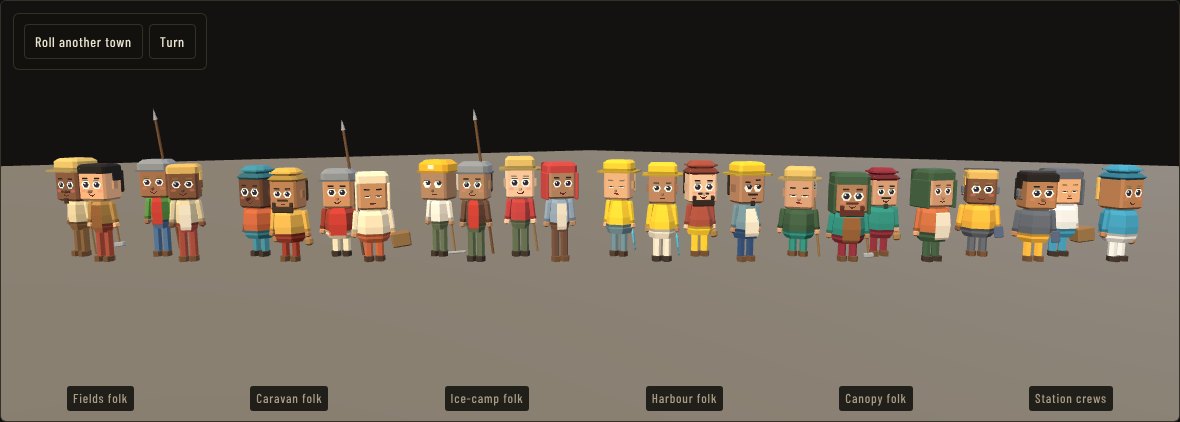 Roll another town
Turn
Fields folk
Caravan folk
Ice-camp folk
Harbour folk
Canopy folk
Station crews